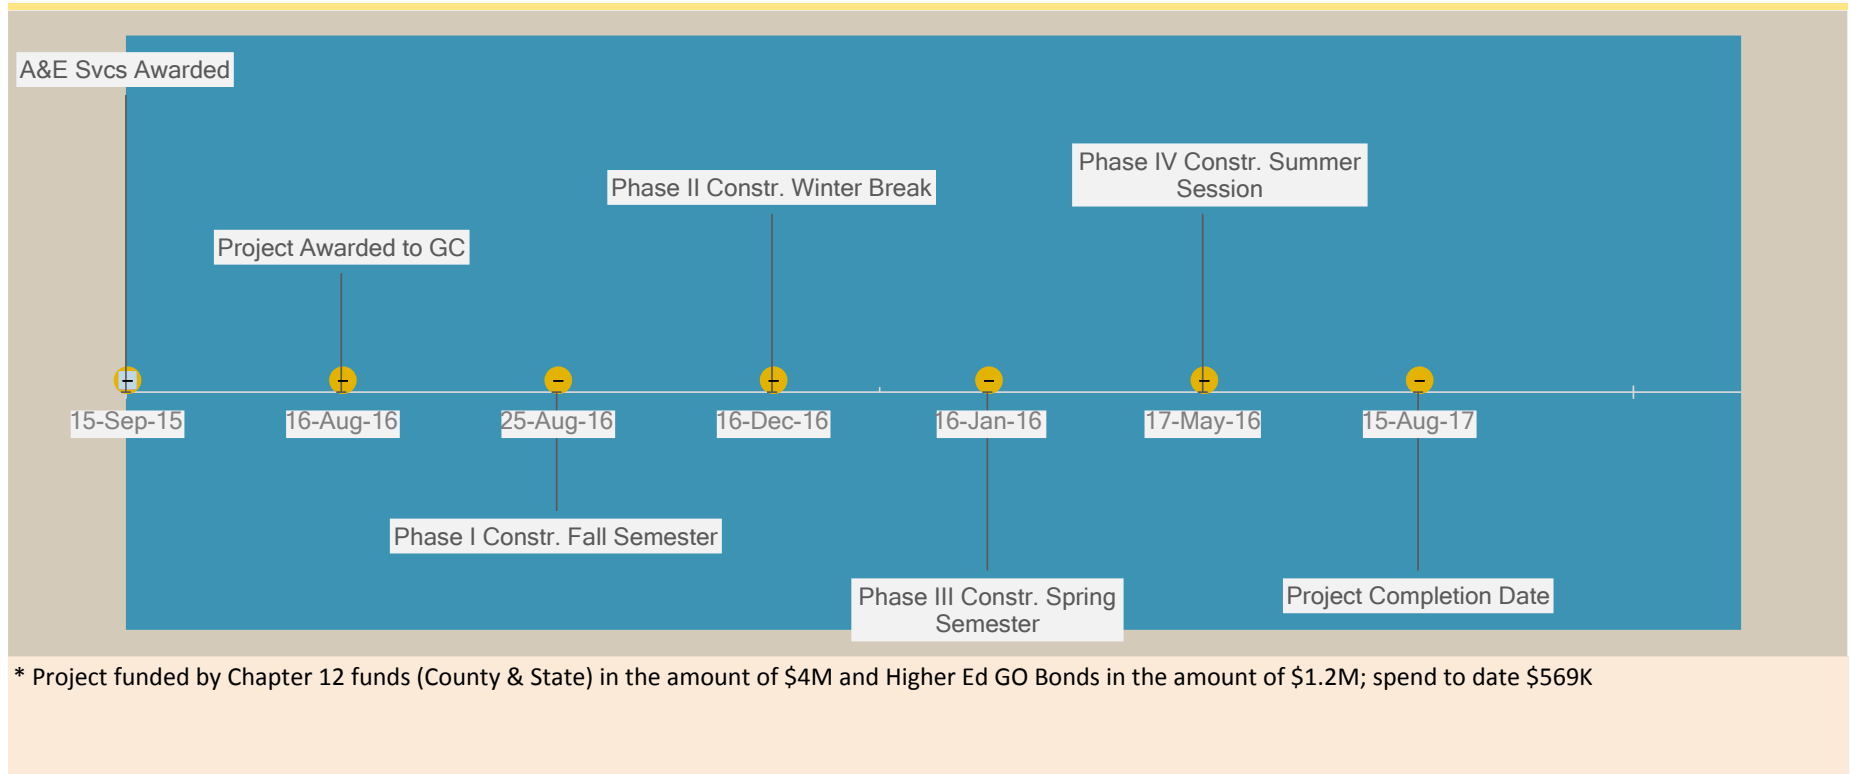 A&E Svcs Awarded
Phase IV Constr. Summer
Session
Phase II Constr. Winter Break
Project Awarded to GC
15-Sep-15
16-Aug-16
25-Aug-16
16-Dec-16
16-Jan-16
17-May-16
15-Aug-17
Phase I Constr. Fall Semester
Phase III Constr. Spring
Semester
Project Completion Date
* Project funded by Chapter 12 funds (County & State) in the amount of $4M and Higher Ed GO Bonds in the amount of $1.2M; spend to date $569K